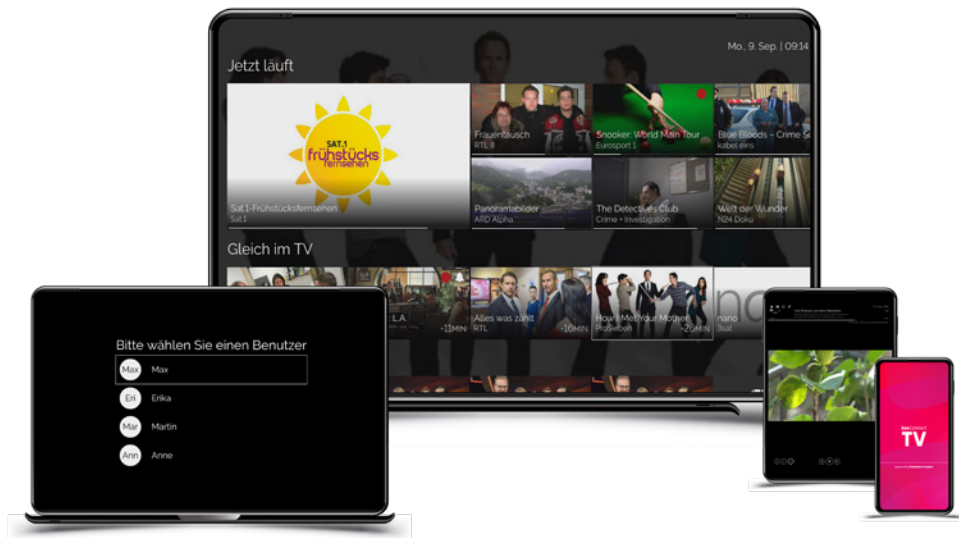 Mo., 9. Sep. | 09:14
Jetzt läuft
SAT.1
frühstücks
fernsehen
Sat.1-Frühstücksfernsehen
Sat.1
Frauentausch
RTL II
Snooker: World Main Tour
Eurosport 1
Blue Bloods – Crime Sc
kabel eins
Panoramabilder
ARD Alpha
The Detectives Club
Crime + Investigation
Welt der Wunder
N24 Doku
Gleich im TV
L.A.
+11MIN
Alles was zählt
RTL
+16MIN
How I Met Your Mother
ProSieben
+26MIN
nano
3sat
Bitte wählen Sie einen Benutzer
Max Max
Eri Erika
Mar Martin
Ann Anne
TV